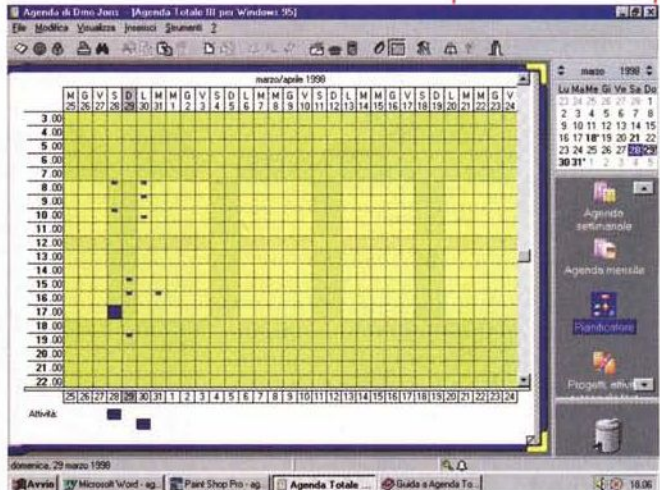 Agenda di Dmo Joris - [Agenda Totale III per Windows 95]
File Modifica Visualizza Inserisci Strumenti ?
marzo/aprile 1998
M G V S D L M M G V S D L M M G V S D L M M G V S D L M M G V
25 26 27 28 29 30 31 1 2 3 4 5 6 7 8 9 10 11 12 13 14 15 16 17 18 19 20 21 22 23 24
3.00
4.00
5.00
6.00
7.00
8.00
9.00
10.00
11.00
12.00
13.00
14.00
15.00
16.00
17.00
18.00
19.00
20.00
21.00
22.00
25 26 27 28 29 30 31 1 2 3 4 5 6 7 8 9 10 11 12 13 14 15 16 17 18 19 20 21 22 23 24
Attività:
marzo 1998
Lu Ma Me Gi Ve Sa Do
23 24 25 26 27 28 1
2 3 4 5 6 7 8
9 10 11 12 13 14 15
16 17 18* 19 20 21 22
23 24 25 26 27 28 29
30 31* 1 2 3 4 5
Agenda
settimanale
Agenda mensile
Pianificatore
Progetti, attivi
domenica, 29 marzo 1998
Avvio Microsoft Word - ag... Paint Shop Pro - ag... Agenda Totale ... Guida a Agenda To... 18.06